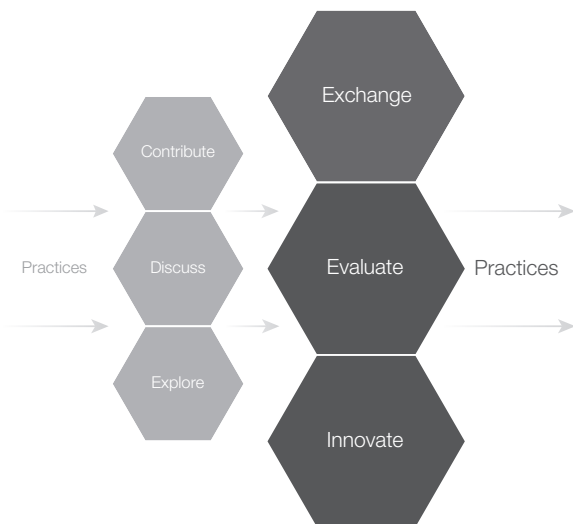 Practices
Contribute
Discuss
Explore
Exchange
Evaluate
Innovate
Practices